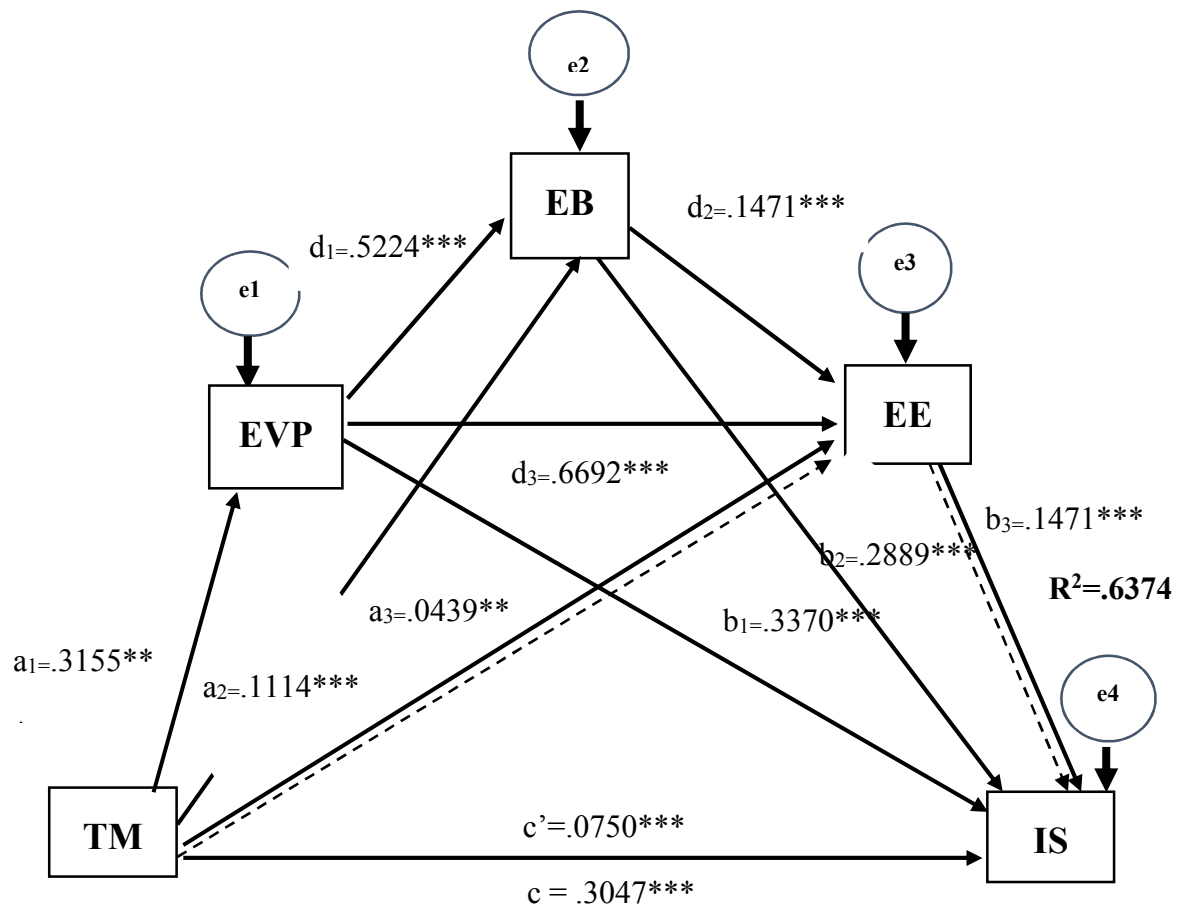 e2
EB
d₂=.1471***
d₁=.5224***
e3
e1
EE
EVP
d₃=.6692***
b₃=.1471***
b₂=.2889***
R²=.6374
a₃=.0439**
b₁=.3370***
a₁=.3155**
a₂=.1114***
e4
TM
c’=.0750***
IS
c = .3047***